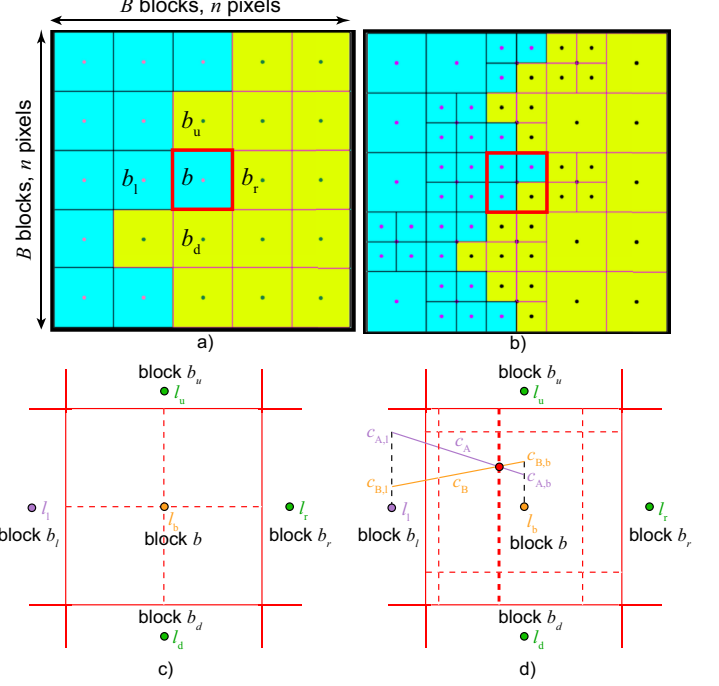 B blocks, n pixels
B blocks, n pixels
b_u
b_l b b_r
b_d
a) b)
block b_u
l_u
l_l
l_b
l_r
block b_l
block b
block b_r
block b_d
l_d
c)
block b_u
l_u
c_A,l
c_A
c_B,b
c_B,l
c_B
c_A,b
l_l
l_b
l_r
block b_l
block b
block b_r
block b_d
l_d
d)